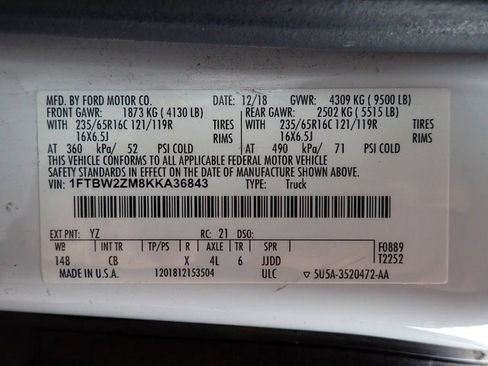 MFD. BY FORD MOTOR CO. DATE: 12/18 GVWR: 4309 KG (9500 LB)
FRONT GAWR: 1873 KG (4130 LB) REAR GAWR: 2502 KG (5515 LB)
WITH 235/65R16C 121/119R TIRES WITH 235/65R16C 121/119R TIRES
16X6.5J RIMS 16X6.5J RIMS
AT 360 kPa/ 52 PSI COLD AT 490 kPa/ 71 PSI COLD
THIS VEHICLE CONFORMS TO ALL APPLICABLE FEDERAL MOTOR VEHICLE
SAFETY STANDARDS IN EFFECT ON THE DATE OF MANUFACTURE SHOWN ABOVE.
VIN: 1FTBW2ZM8KKA36843 TYPE: Truck
EXT PNT: YZ RC: 21 DSO:
WB INT TR TP/PS R AXLE TR SPR F0889
148 CB X 4L 6 JJDD T2252
MADE IN U.S.A. 1201812153504 ULC ▽ 5U5A-3520472-AA